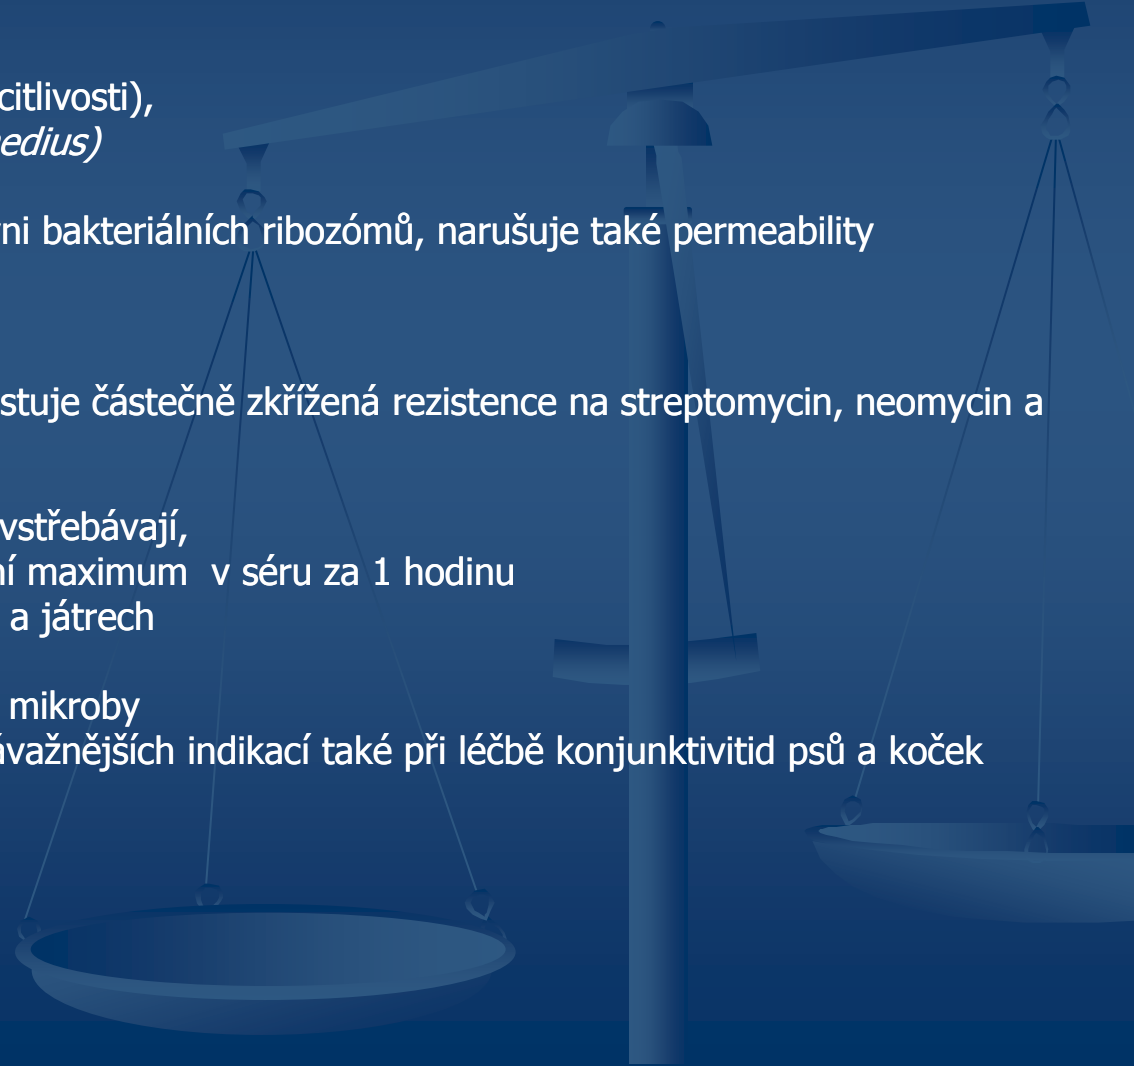 citlivosti),
edius)
ni bakteriálních ribozómů, narušuje také permeability
stuje částečně zkřížená rezistence na streptomycin, neomycin a
vstřebávají,
ní maximum v séru za 1 hodinu
a játrech
mikroby
ávažnějších indikací také při léčbě konjunktivitid psů a koček